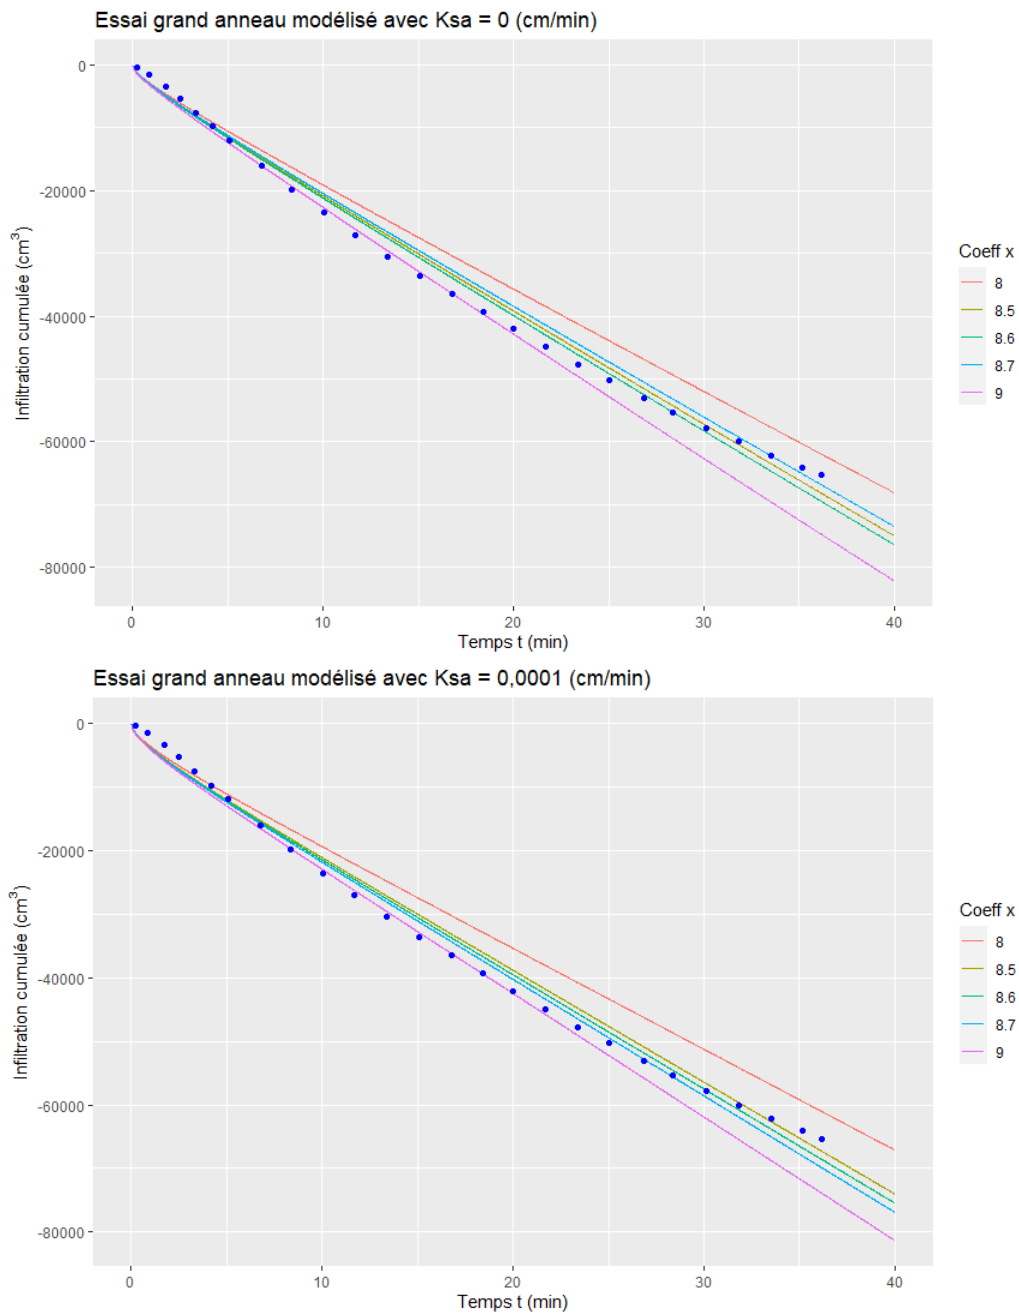 Essai grand anneau modélisé avec Ksa = 0 (cm/min)
0
-20000
-40000
-60000
-80000
Infiltration cumulée (cm³)
0 10 20 30 40
Temps t (min)
Coeff x
8
8.5
8.6
8.7
9
Essai grand anneau modélisé avec Ksa = 0,0001 (cm/min)
0
-20000
-40000
-60000
-80000
Infiltration cumulée (cm³)
0 10 20 30 40
Temps t (min)
Coeff x
8
8.5
8.6
8.7
9